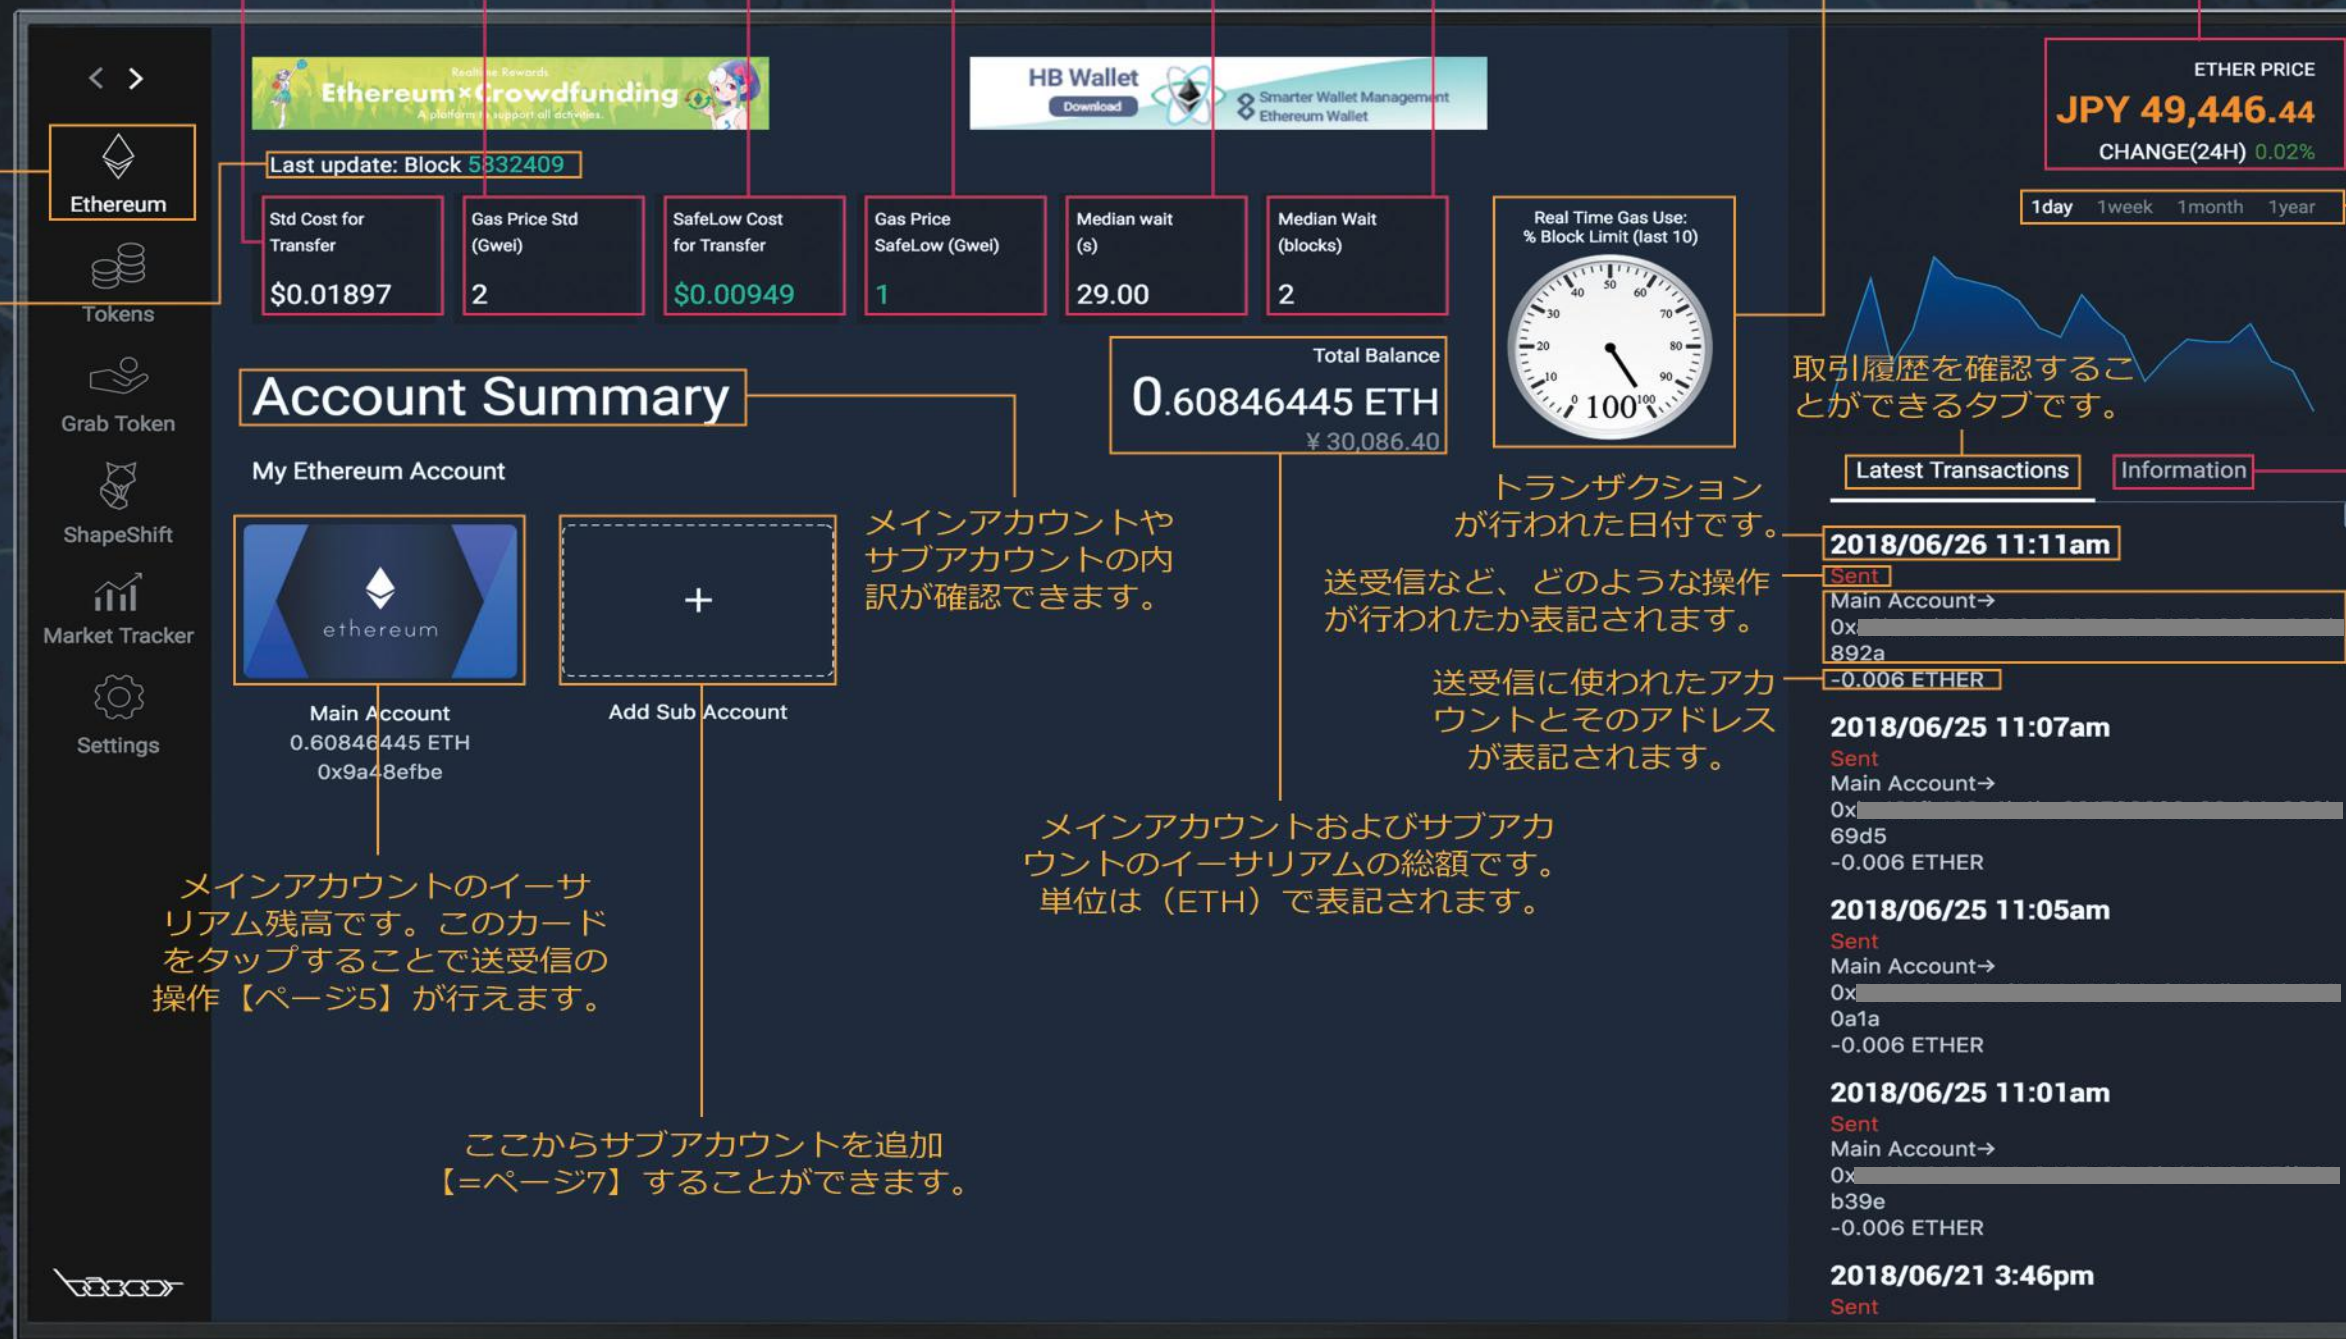 Realtime Rewards
Ethereum×Crowdfunding
A platform to support all activities.
HB Wallet
Download
Smarter Wallet Management
Ethereum Wallet
ETHER PRICE
JPY 49,446.44
CHANGE(24H) 0.02%
1day 1week 1month 1year
Ethereum
Tokens
Grab Token
ShapeShift
Market Tracker
Settings
Last update: Block 5832409
Std Cost for
Transfer
$0.01897
Gas Price Std
(Gwei)
2
SafeLow Cost
for Transfer
$0.00949
Gas Price
SafeLow (Gwei)
1
Median wait
(s)
29.00
Median Wait
(blocks)
2
Real Time Gas Use:
% Block Limit (last 10)
0 10 20 30 40 50 60 70 80 90 100
100
Account Summary
Total Balance
0.60846445 ETH
¥ 30,086.40
My Ethereum Account
ethereum
Main Account
0.60846445 ETH
0x9a48efbe
+
Add Sub Account
メインアカウントや
サブアカウントの内
訳が確認できます。
メインアカウントのイーサ
リアム残高です。このカード
をタップすることで送受信の
操作【ページ5】が行えます。
ここからサブアカウントを追加
【=ページ7】することができます。
メインアカウントおよびサブアカ
ウントのイーサリアムの総額です。
単位は（ETH）で表記されます。
取引履歴を確認するこ
とができるタブです。
トランザクション
が行われた日付です。
送受信など、どのような操作
が行われたか表記されます。
送受信に使われたアカ
ウントとそのアドレス
が表記されます。
Latest Transactions
Information
2018/06/26 11:11am
Sent
Main Account→
0x
892a
-0.006 ETHER
2018/06/25 11:07am
Sent
Main Account→
0x
69d5
-0.006 ETHER
2018/06/25 11:05am
Sent
Main Account→
0x
0a1a
-0.006 ETHER
2018/06/25 11:01am
Sent
Main Account→
0x
b39e
-0.006 ETHER
2018/06/21 3:46pm
Sent